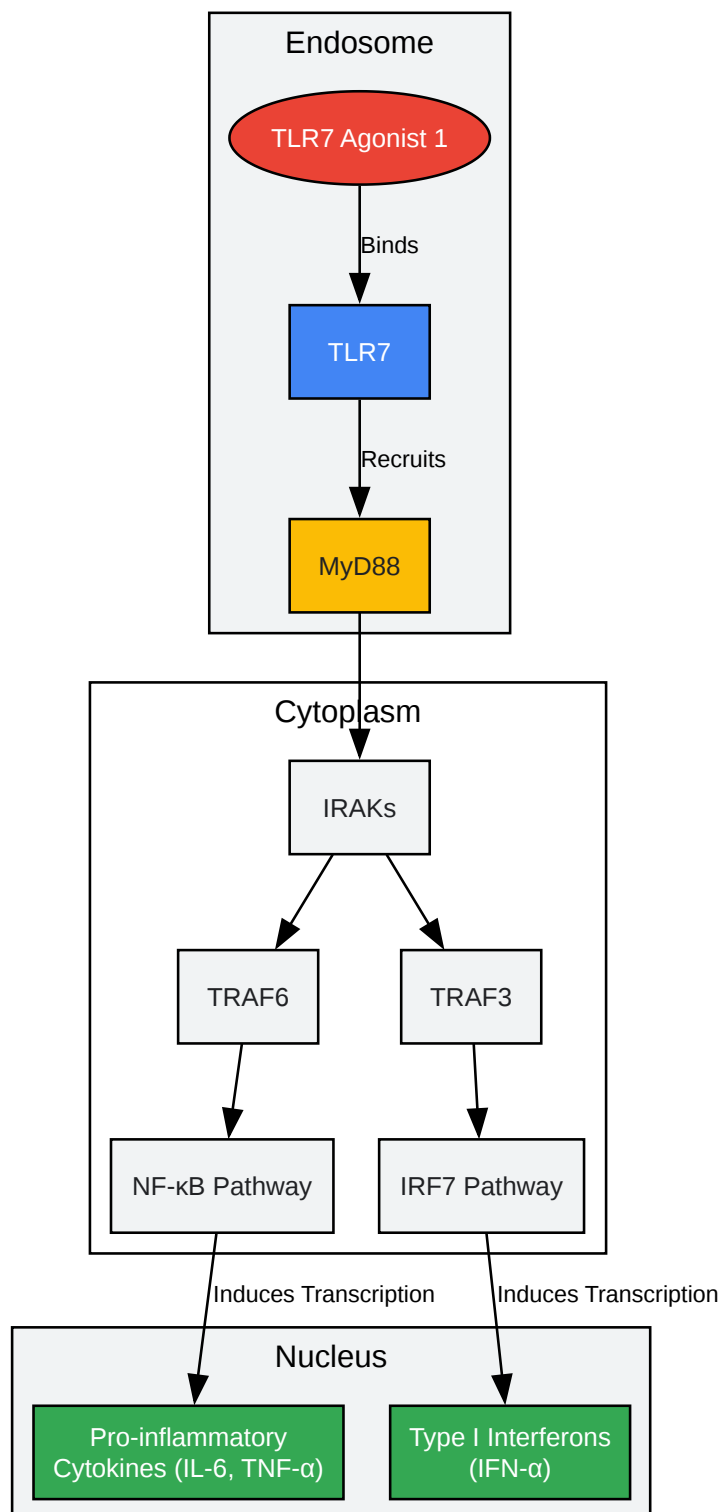 Endosome
TLR7 Agonist 1
Binds
TLR7
Recruits
MyD88
Cytoplasm
IRAKs
TRAF6
TRAF3
NF-κB Pathway
IRF7 Pathway
Induces Transcription
Induces Transcription
Nucleus
Pro-inflammatory
Cytokines (IL-6, TNF-α)
Type I Interferons
(IFN-α)